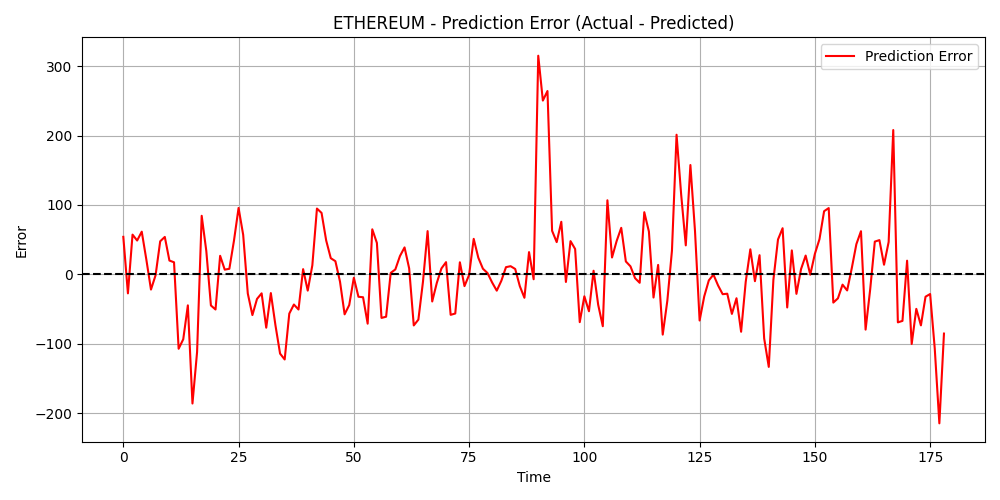 ETHEREUM - Prediction Error (Actual - Predicted)
Prediction Error
300
200
100
0
−100
−200
Error
0 25 50 75 100 125 150 175
Time